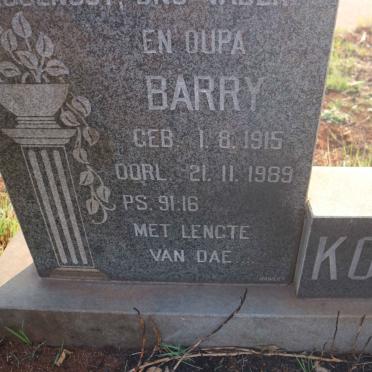 EN OUPA
BARRY
GEB. 1.8.1915
OORL. 21.11.1989
PS. 91:16
MET LENGTE
VAN DAE...
KO